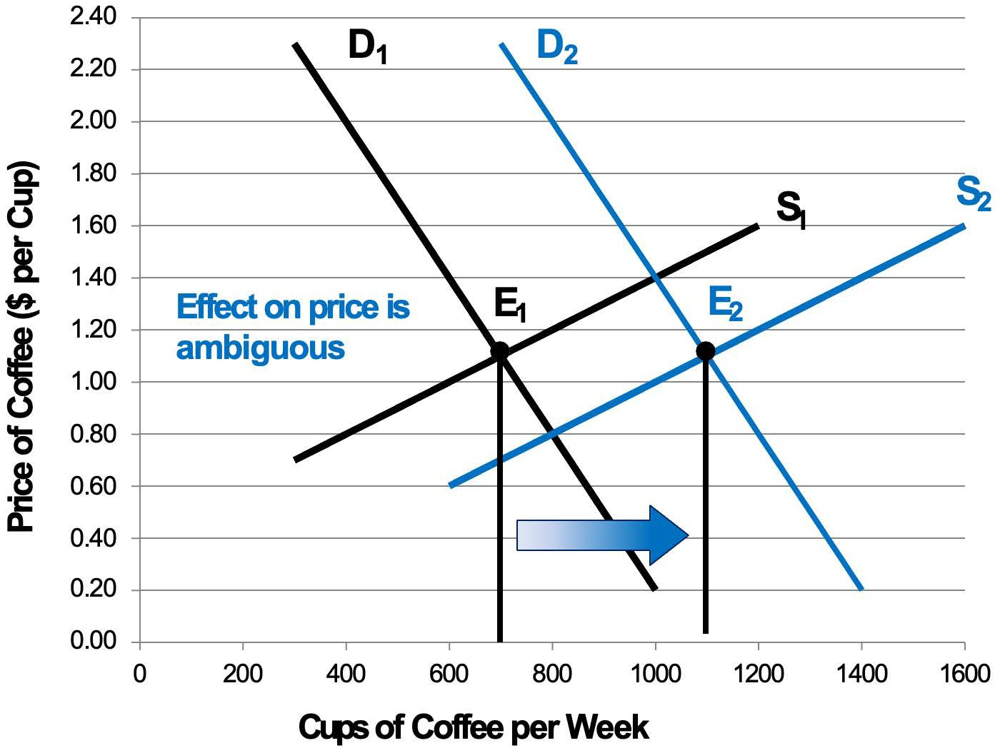 2.40
D1
D2
2.20
2.00
1.80
S1
S2
1.60
1.40
E1
E2
Effect on price is
ambiguous
1.20
1.00
0.80
0.60
0.40
0.20
0.00
Price of Coffee ($ per Cup)
0 200 400 600 800 1000 1200 1400 1600
Cups of Coffee per Week